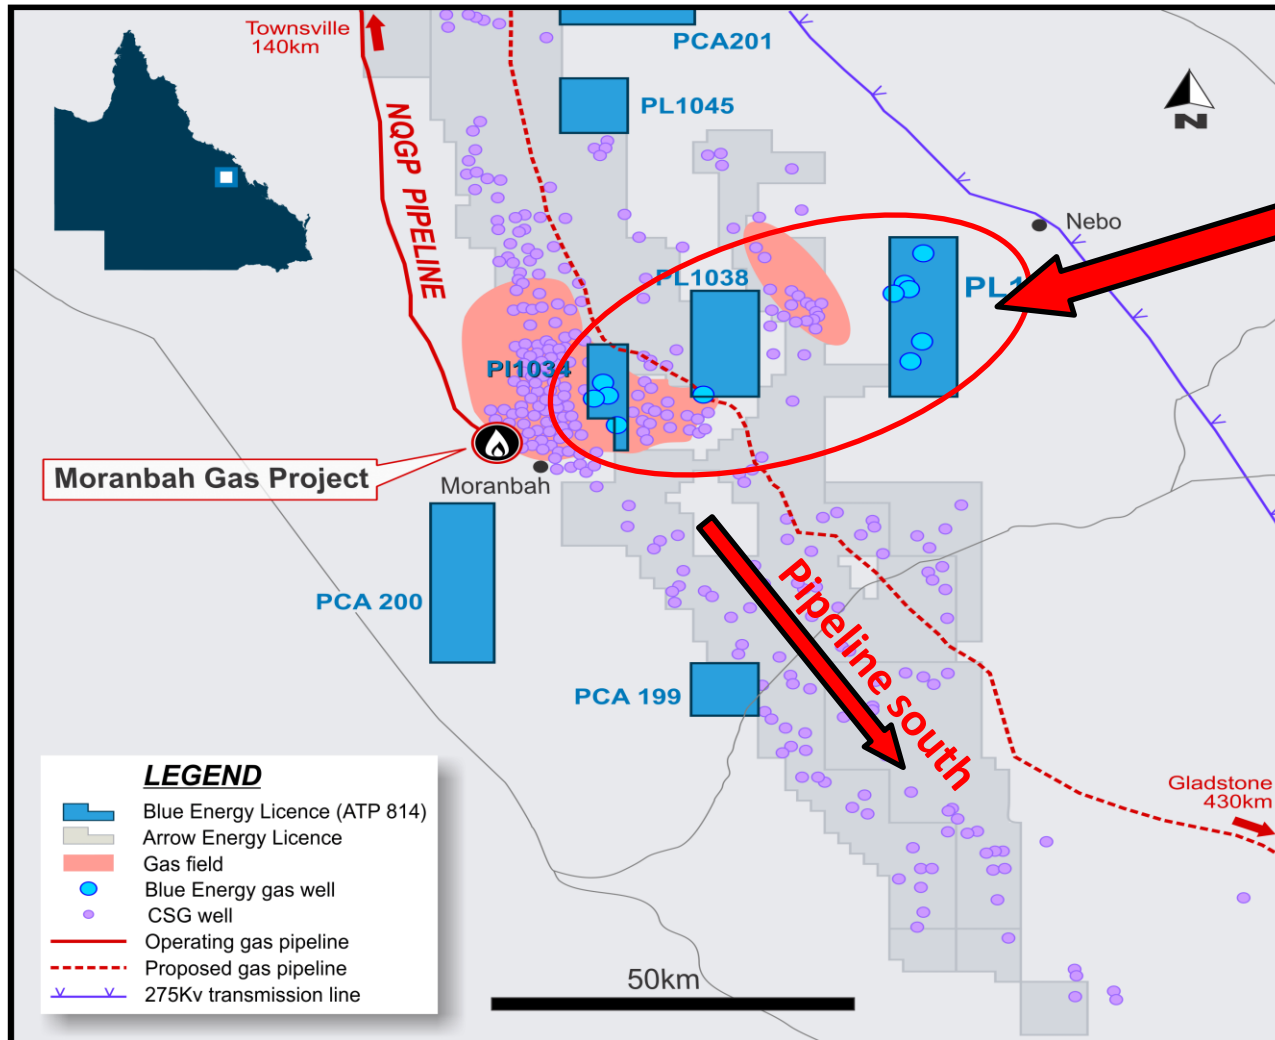 Townsville
140km
PCA201
PL1045
N
NQGP PIPELINE
Nebo
PL1038
PL1
PI1034
Moranbah Gas Project
Moranbah
PCA 200
Pipeline south
PCA 199
Gladstone
430km
LEGEND
Blue Energy Licence (ATP 814)
Arrow Energy Licence
Gas field
Blue Energy gas well
CSG well
Operating gas pipeline
Proposed gas pipeline
275Kv transmission line
50km